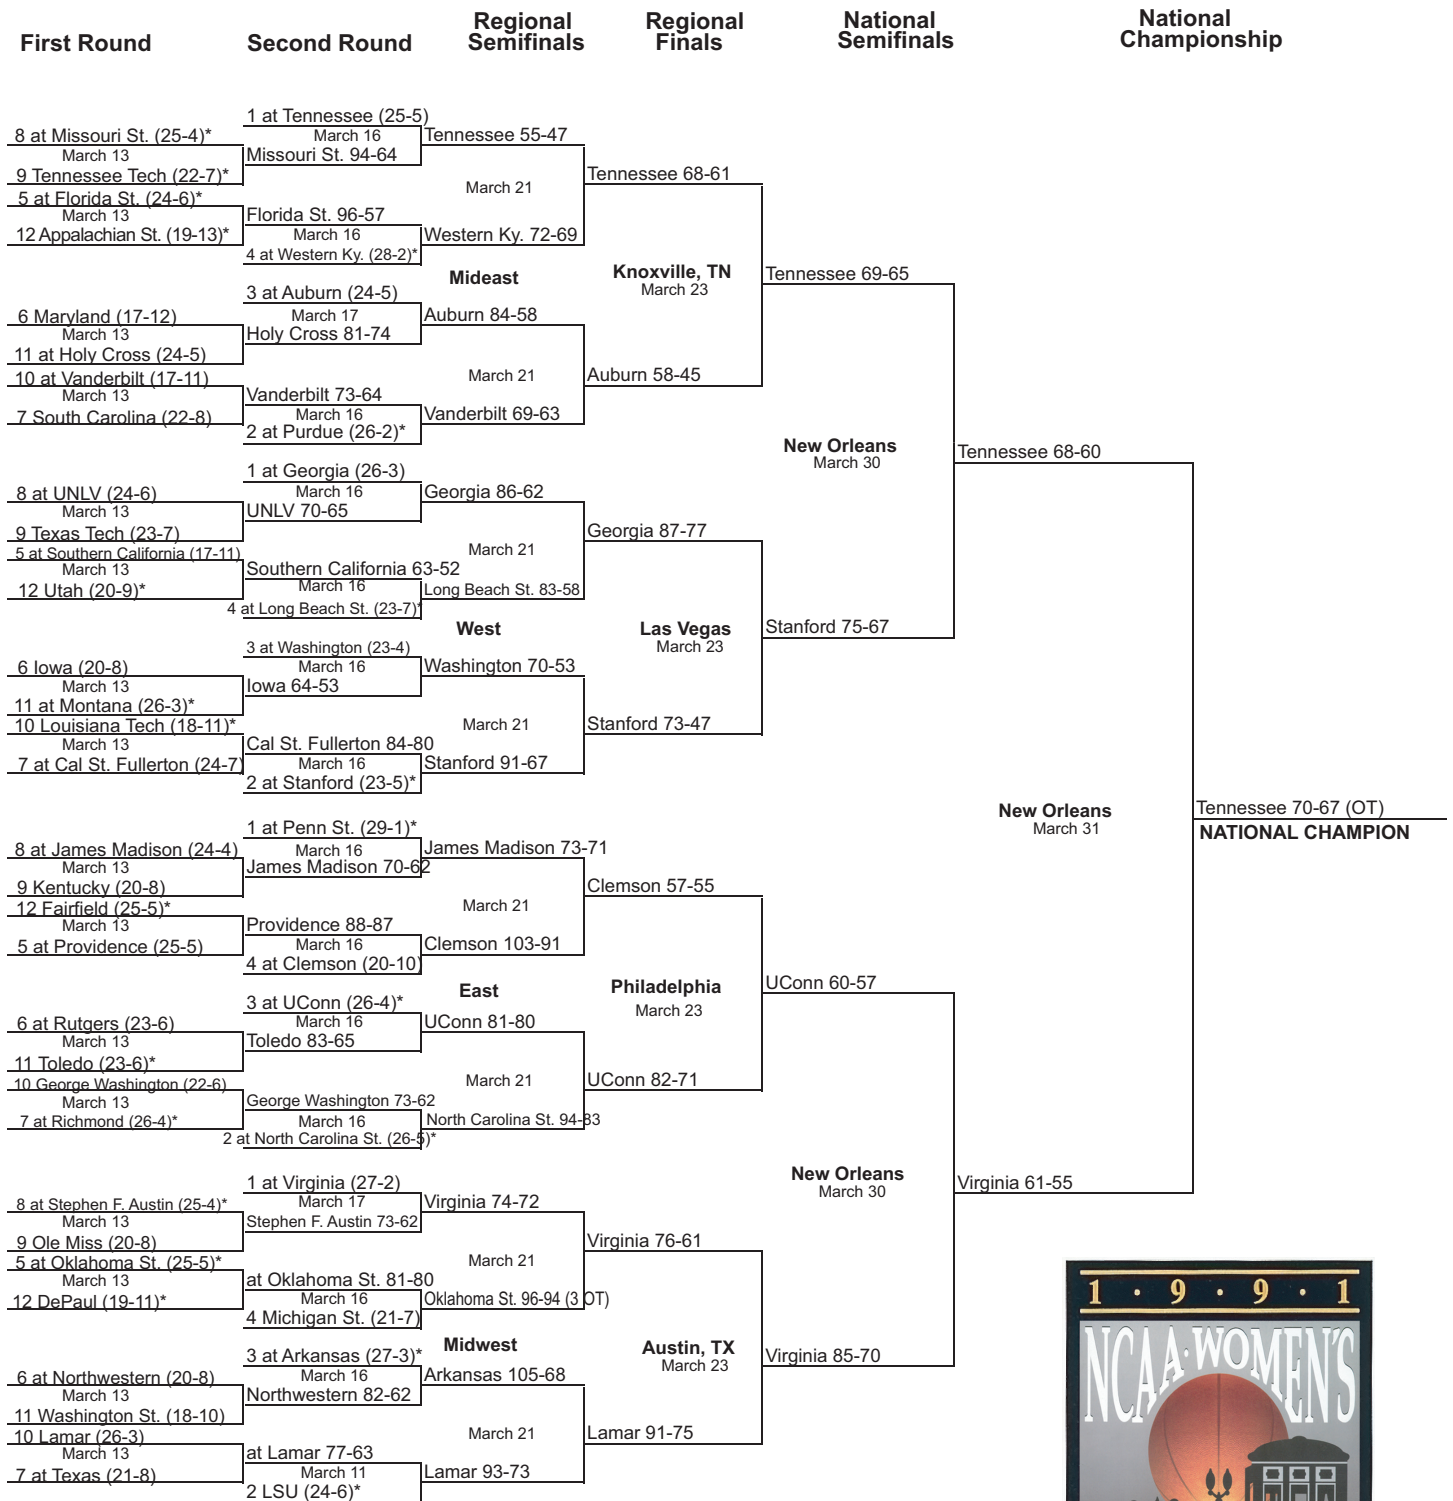 First Round
Second Round
Regional
Semifinals
Regional
Finals
National
Semifinals
National
Championship
1 at Tennessee (25-5)
8 at Missouri St. (25-4)*
March 16
Tennessee 55-47
March 13
Missouri St. 94-64
9 Tennessee Tech (22-7)*
Tennessee 68-61
5 at Florida St. (24-6)*
March 21
March 13
Florida St. 96-57
12 Appalachian St. (19-13)*
March 16
Western Ky. 72-69
4 at Western Ky. (28-2)*
Mideast
Knoxville, TN
March 23
Tennessee 69-65
3 at Auburn (24-5)
6 Maryland (17-12)
March 17
Auburn 84-58
March 13
Holy Cross 81-74
11 at Holy Cross (24-5)
10 at Vanderbilt (17-11)
March 21
Auburn 58-45
March 13
Vanderbilt 73-64
7 South Carolina (22-8)
March 16
Vanderbilt 69-63
2 at Purdue (26-2)*
New Orleans
March 30
Tennessee 68-60
1 at Georgia (26-3)
8 at UNLV (24-6)
March 16
Georgia 86-62
March 13
UNLV 70-65
9 Texas Tech (23-7)
Georgia 87-77
5 at Southern California (17-11)
March 21
March 13
Southern California 63-52
12 Utah (20-9)*
March 16
Long Beach St. 83-58
4 at Long Beach St. (23-7)*
West
Las Vegas
March 23
Stanford 75-67
3 at Washington (23-4)
6 Iowa (20-8)
March 16
Washington 70-53
March 13
Iowa 64-53
11 at Montana (26-3)*
10 Louisiana Tech (18-11)*
March 21
Stanford 73-47
March 13
Cal St. Fullerton 84-80
7 at Cal St. Fullerton (24-7)
March 16
Stanford 91-67
2 at Stanford (23-5)*
New Orleans
March 31
Tennessee 70-67 (OT)
NATIONAL CHAMPION
1 at Penn St. (29-1)*
8 at James Madison (24-4)
March 16
James Madison 73-71
March 13
James Madison 70-62
9 Kentucky (20-8)
Clemson 57-55
12 Fairfield (25-5)*
March 21
March 13
Providence 88-87
5 at Providence (25-5)
March 16
Clemson 103-91
4 at Clemson (20-10)
East
Philadelphia
March 23
UConn 60-57
3 at UConn (26-4)*
6 at Rutgers (23-6)
March 16
UConn 81-80
March 13
Toledo 83-65
11 Toledo (23-6)*
10 George Washington (22-6)
March 21
UConn 82-71
March 13
George Washington 73-62
7 at Richmond (26-4)*
March 16
North Carolina St. 94-83
2 at North Carolina St. (26-5)*
New Orleans
March 30
Virginia 61-55
1 at Virginia (27-2)
8 at Stephen F. Austin (25-4)*
March 17
Virginia 74-72
March 13
Stephen F. Austin 73-62
9 Ole Miss (20-8)
Virginia 76-61
5 at Oklahoma St. (25-5)*
March 21
March 13
at Oklahoma St. 81-80
12 DePaul (19-11)*
March 16
Oklahoma St. 96-94 (3 OT)
4 Michigan St. (21-7)
Midwest
Austin, TX
March 23
Virginia 85-70
3 at Arkansas (27-3)*
6 at Northwestern (20-8)
March 16
Arkansas 105-68
March 13
Northwestern 82-62
11 Washington St. (18-10)
10 Lamar (26-3)
March 21
Lamar 91-75
March 13
at Lamar 77-63
7 at Texas (21-8)
March 11
Lamar 93-73
2 LSU (24-6)*
1·9·9·1
NCAA·WOMEN'S